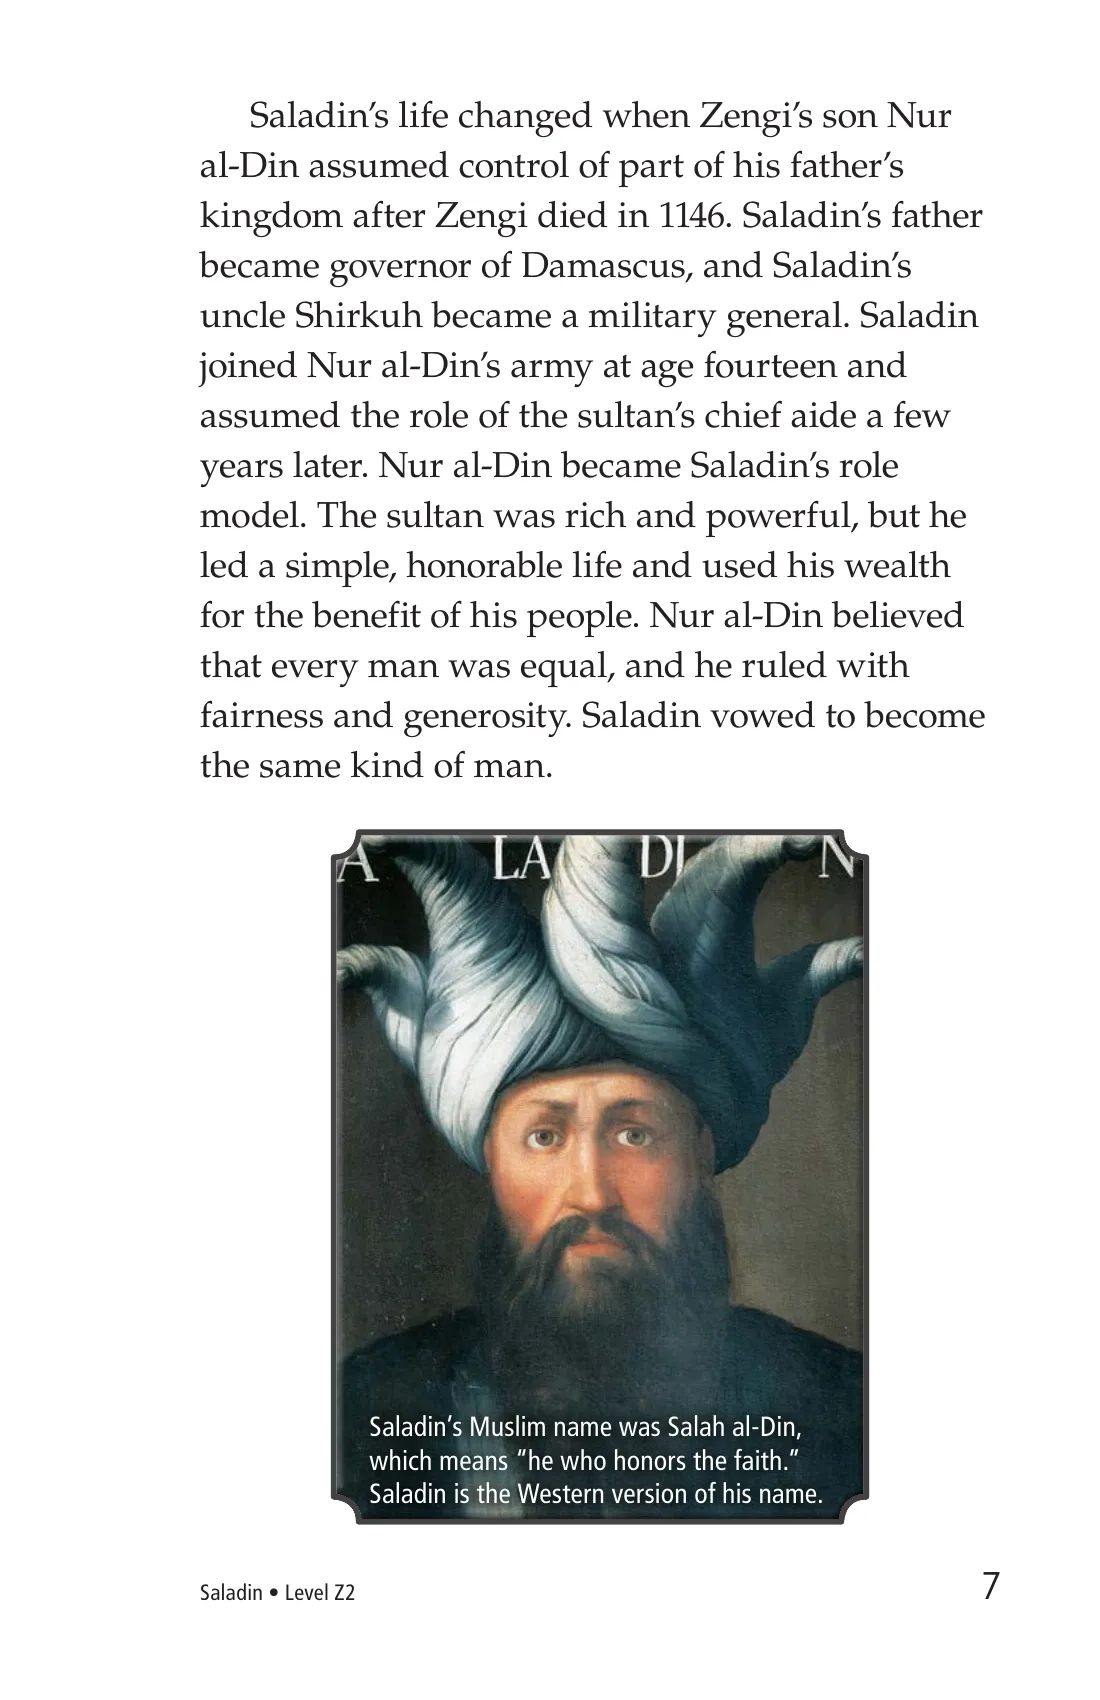 Saladin’s life changed when Zengi’s son Nur
al-Din assumed control of part of his father’s
kingdom after Zengi died in 1146. Saladin’s father
became governor of Damascus, and Saladin’s
uncle Shirkuh became a military general. Saladin
joined Nur al-Din’s army at age fourteen and
assumed the role of the sultan’s chief aide a few
years later. Nur al-Din became Saladin’s role
model. The sultan was rich and powerful, but he
led a simple, honorable life and used his wealth
for the benefit of his people. Nur al-Din believed
that every man was equal, and he ruled with
fairness and generosity. Saladin vowed to become
the same kind of man.
A LA DI N
Saladin’s Muslim name was Salah al-Din,
which means “he who honors the faith.”
Saladin is the Western version of his name.
Saladin • Level Z2
7